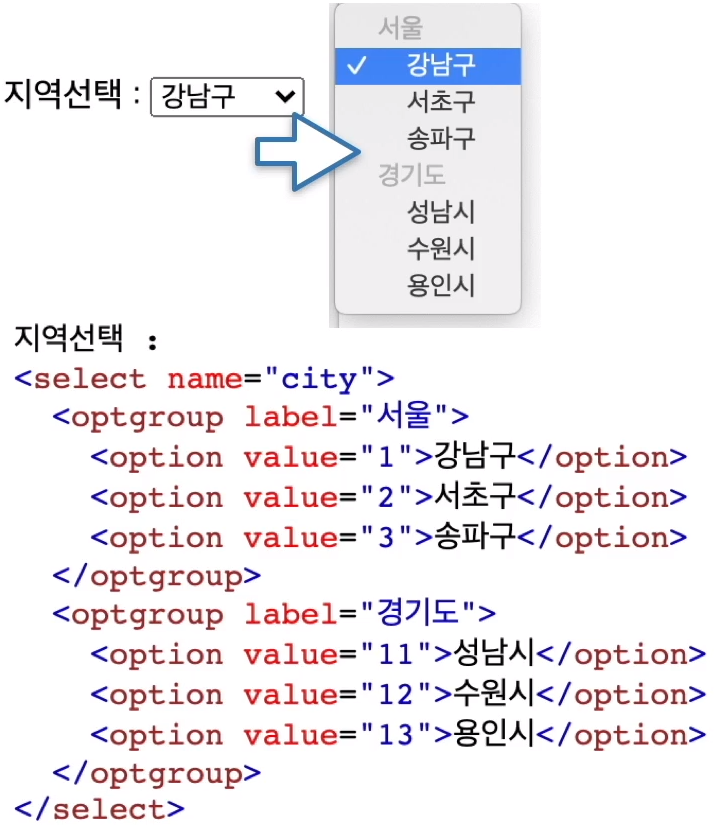 지역선택 : 강남구
서울
✓ 강남구
서초구
송파구
경기도
성남시
수원시
용인시
지역선택 :
<select name="city">
  <optgroup label="서울">
    <option value="1">강남구</option>
    <option value="2">서초구</option>
    <option value="3">송파구</option>
  </optgroup>
  <optgroup label="경기도">
    <option value="11">성남시</option>
    <option value="12">수원시</option>
    <option value="13">용인시</option>
  </optgroup>
</select>